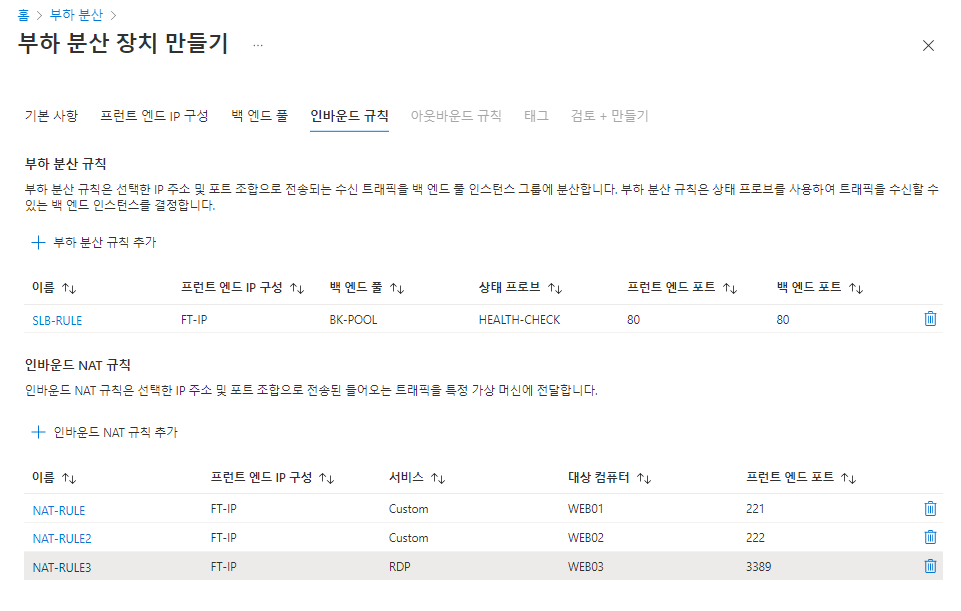 홈 > 부하 분산 >
부하 분산 장치 만들기 ...
기본 사항 프런트 엔드 IP 구성 백 엔드 풀 인바운드 규칙 아웃바운드 규칙 태그 검토 + 만들기
부하 분산 규칙
부하 분산 규칙은 선택한 IP 주소 및 포트 조합으로 전송되는 수신 트래픽을 백 엔드 풀 인스턴스 그룹에 분산합니다. 부하 분산 규칙은 상태 프로브를 사용하여 트래픽을 수신할 수
있는 백 엔드 인스턴스를 결정합니다.
+ 부하 분산 규칙 추가
이름 ↑↓ 프런트 엔드 IP 구성 ↑↓ 백 엔드 풀 ↑↓ 상태 프로브 ↑↓ 프런트 엔드 포트 ↑↓ 백 엔드 포트 ↑↓
SLB-RULE FT-IP BK-POOL HEALTH-CHECK 80 80
인바운드 NAT 규칙
인바운드 NAT 규칙은 선택한 IP 주소 및 포트 조합으로 전송된 들어오는 트래픽을 특정 가상 머신에 전달합니다.
+ 인바운드 NAT 규칙 추가
이름 ↑↓ 프런트 엔드 IP 구성 ↑↓ 서비스 ↑↓ 대상 컴퓨터 ↑↓ 프런트 엔드 포트 ↑↓
NAT-RULE FT-IP Custom WEB01 221
NAT-RULE2 FT-IP Custom WEB02 222
NAT-RULE3 FT-IP RDP WEB03 3389